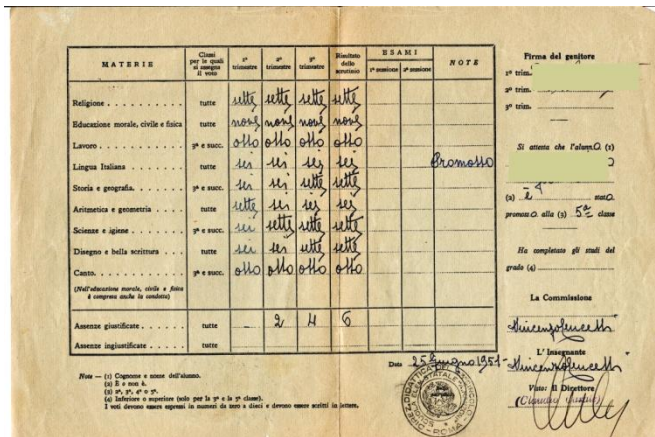 MATERIE Classi per le quali si assegna il voto 1º trimestre 2º trimestre 3º trimestre Risultato dello scrutinio ESAMI 1ª sessione 2ª sessione NOTE
Religione . . . . . . . . . . tutte sette sette sette sette
Educazione morale, civile e fisica tutte nove nove nove nove
Lavoro . . . . . . . . . . . 3ª e succ. otto otto otto otto
Lingua Italiana . . . . . . . tutte sei sei sei sei Promosso
Storia e geografia. . . . . . . 3ª e succ. sei sei sette sette
Aritmetica e geometria . . . . tutte sette sei sei sei
Scienze e igiene . . . . . . . 3ª e succ. sei sette sette sette
Disegno e bella scrittura . . . tutte sei sei sette sette
Canto. . . . . . . . . . . . 3ª e succ. otto otto otto otto
(Nell'educazione morale, civile e fisica
è compresa anche la condotta)
Assenze giustificate . . . . . . tutte - 2 4 6
Assenze ingiustificate . . . . . tutte
Data 25 giugno 1951
Note — (1) Cognome e nome dell'alunno.
(2) È o non è.
(3) 2ª, 3ª, 4ª o 5ª.
(4) Inferiore o superiore (solo per la 3ª e la 5ª classe).
I voti devono essere espressi in numeri da zero a dieci e devono essere scritti in lettere.
Firma del genitore
1º trim.
2º trim.
3º trim.
Si attesta che l'alunno (1)
(2) è stato
promosso alla (3) 5ª classe
Ha completato gli studi del
grado (4)
La Commissione
L'Insegnante
Visto: Il Direttore
ROMA